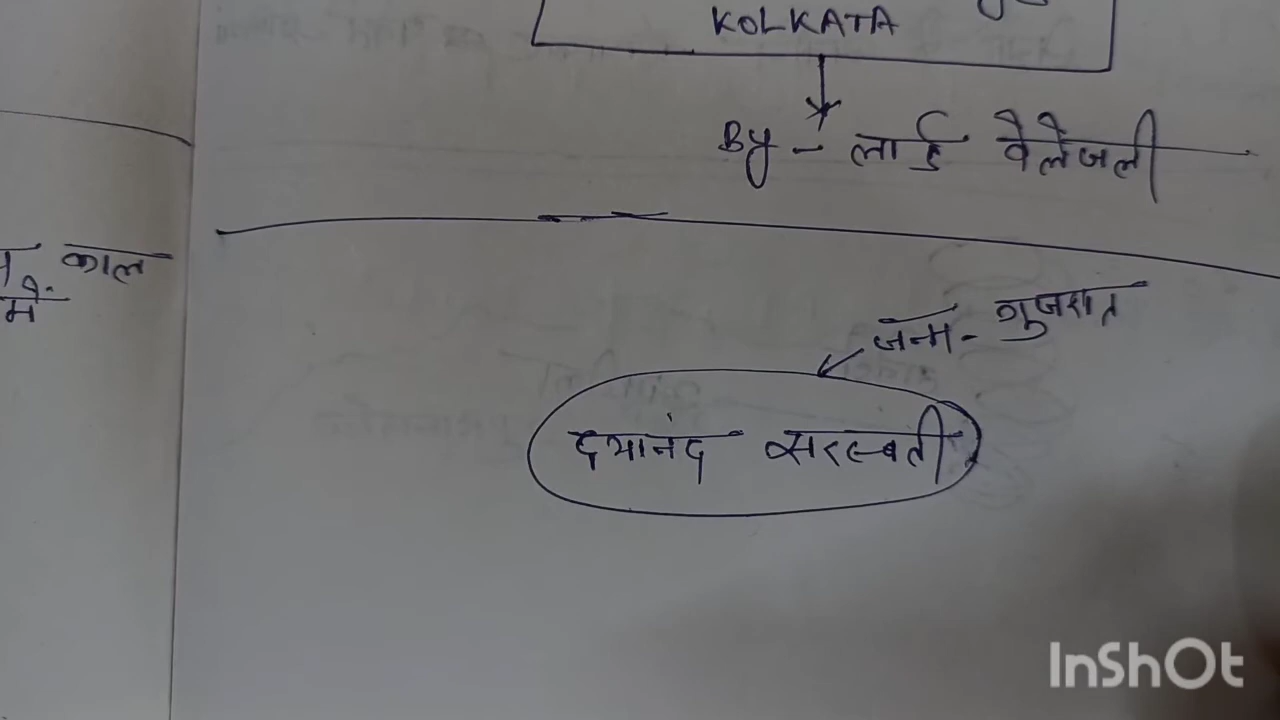 KOLKATA
By - लार्ड वेलेजली
काल
में
जन्म - गुजरात
दयानंद सरस्वती
InShOt